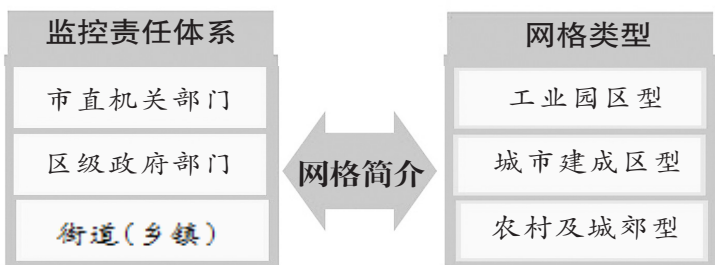 监控责任体系
市直机关部门
区级政府部门
街道(乡镇)
网格简介
网格类型
工业园区型
城市建成区型
农村及城郊型